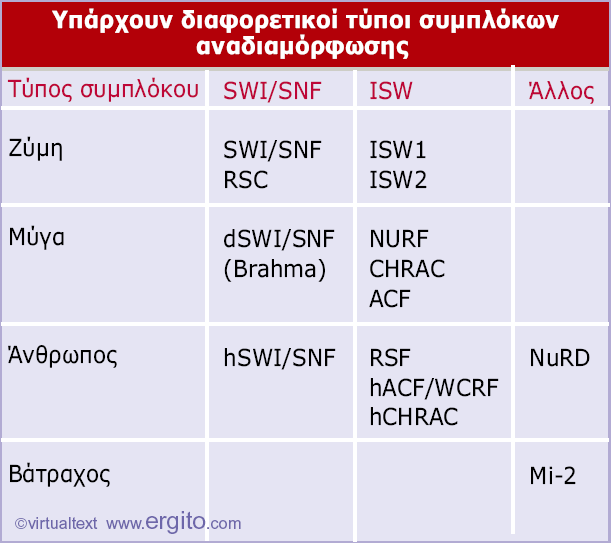 Υπάρχουν διαφορετικοί τύποι συμπλόκων
αναδιαμόρφωσης
Τύπος συμπλόκου SWI/SNF ISW Άλλος
Ζύμη SWI/SNF ISW1
RSC ISW2
Μύγα dSWI/SNF NURF
(Brahma) CHRAC
ACF
Άνθρωπος hSWI/SNF RSF NuRD
hACF/WCRF
hCHRAC
Βάτραχος Mi-2
©virtualtext www.ergito.com